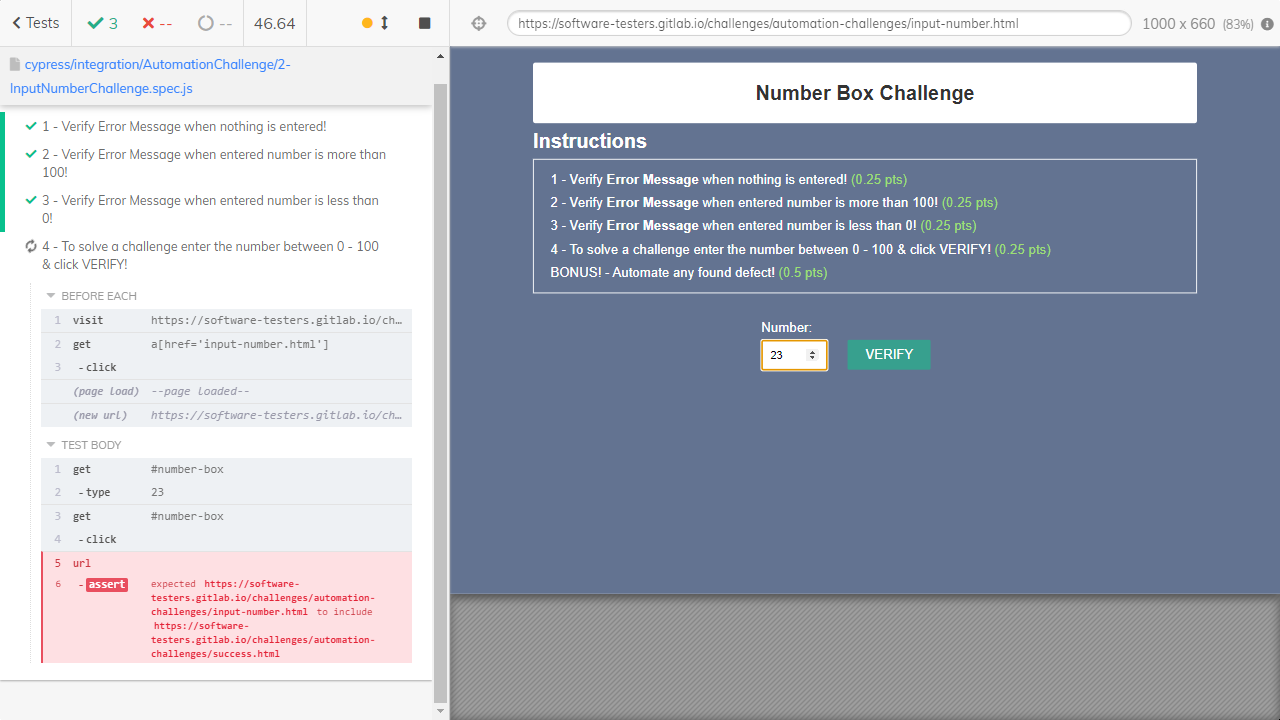 Tests
3
--
--
46.64
https://software-testers.gitlab.io/challenges/automation-challenges/input-number.html
1000 x 660 (83%)
cypress/integration/AutomationChallenge/2-
InputNumberChallenge.spec.js
1 - Verify Error Message when nothing is entered!
2 - Verify Error Message when entered number is more than
100!
3 - Verify Error Message when entered number is less than
0!
4 - To solve a challenge enter the number between 0 - 100
& click VERIFY!
BEFORE EACH
1 visit https://software-testers.gitlab.io/ch…
2 get a[href='input-number.html']
3 - click
(page load) --page loaded--
(new url) https://software-testers.gitlab.io/ch…
TEST BODY
1 get #number-box
2 - type 23
3 get #number-box
4 - click
5 url
6 - assert expected https://software-
testers.gitlab.io/challenges/automation-
challenges/input-number.html to include
https://software-
testers.gitlab.io/challenges/automation-
challenges/success.html
Number Box Challenge
Instructions
1 - Verify Error Message when nothing is entered! (0.25 pts)
2 - Verify Error Message when entered number is more than 100! (0.25 pts)
3 - Verify Error Message when entered number is less than 0! (0.25 pts)
4 - To solve a challenge enter the number between 0 - 100 & click VERIFY! (0.25 pts)
BONUS! - Automate any found defect! (0.5 pts)
Number:
23
VERIFY